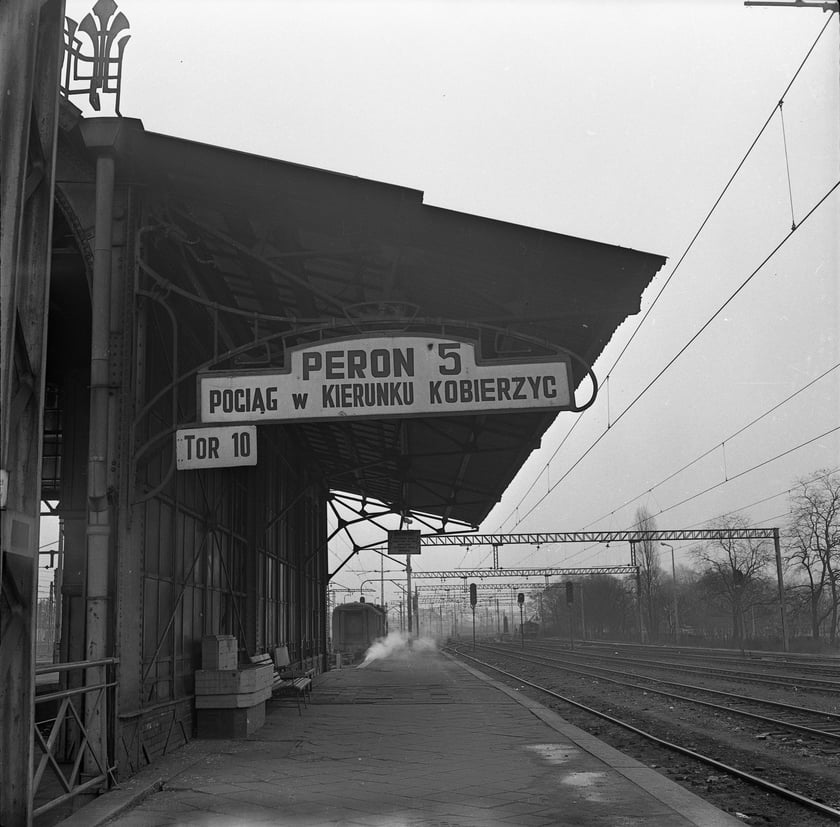 PERON 5
POCIĄG W KIERUNKU KOBIERZYC
TOR 10